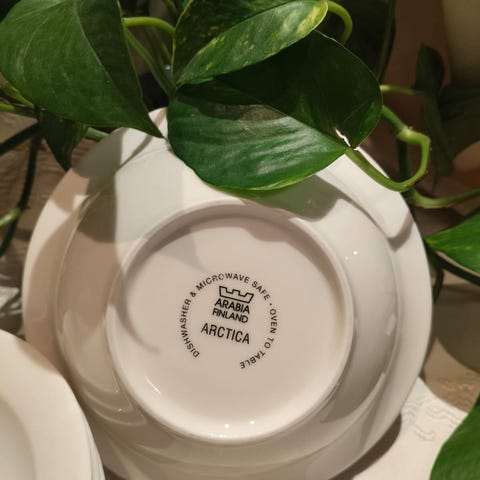 DISHWASHER & MICROWAVE SAFE · OVEN TO TABLE
ARABIA
FINLAND
ARCTICA